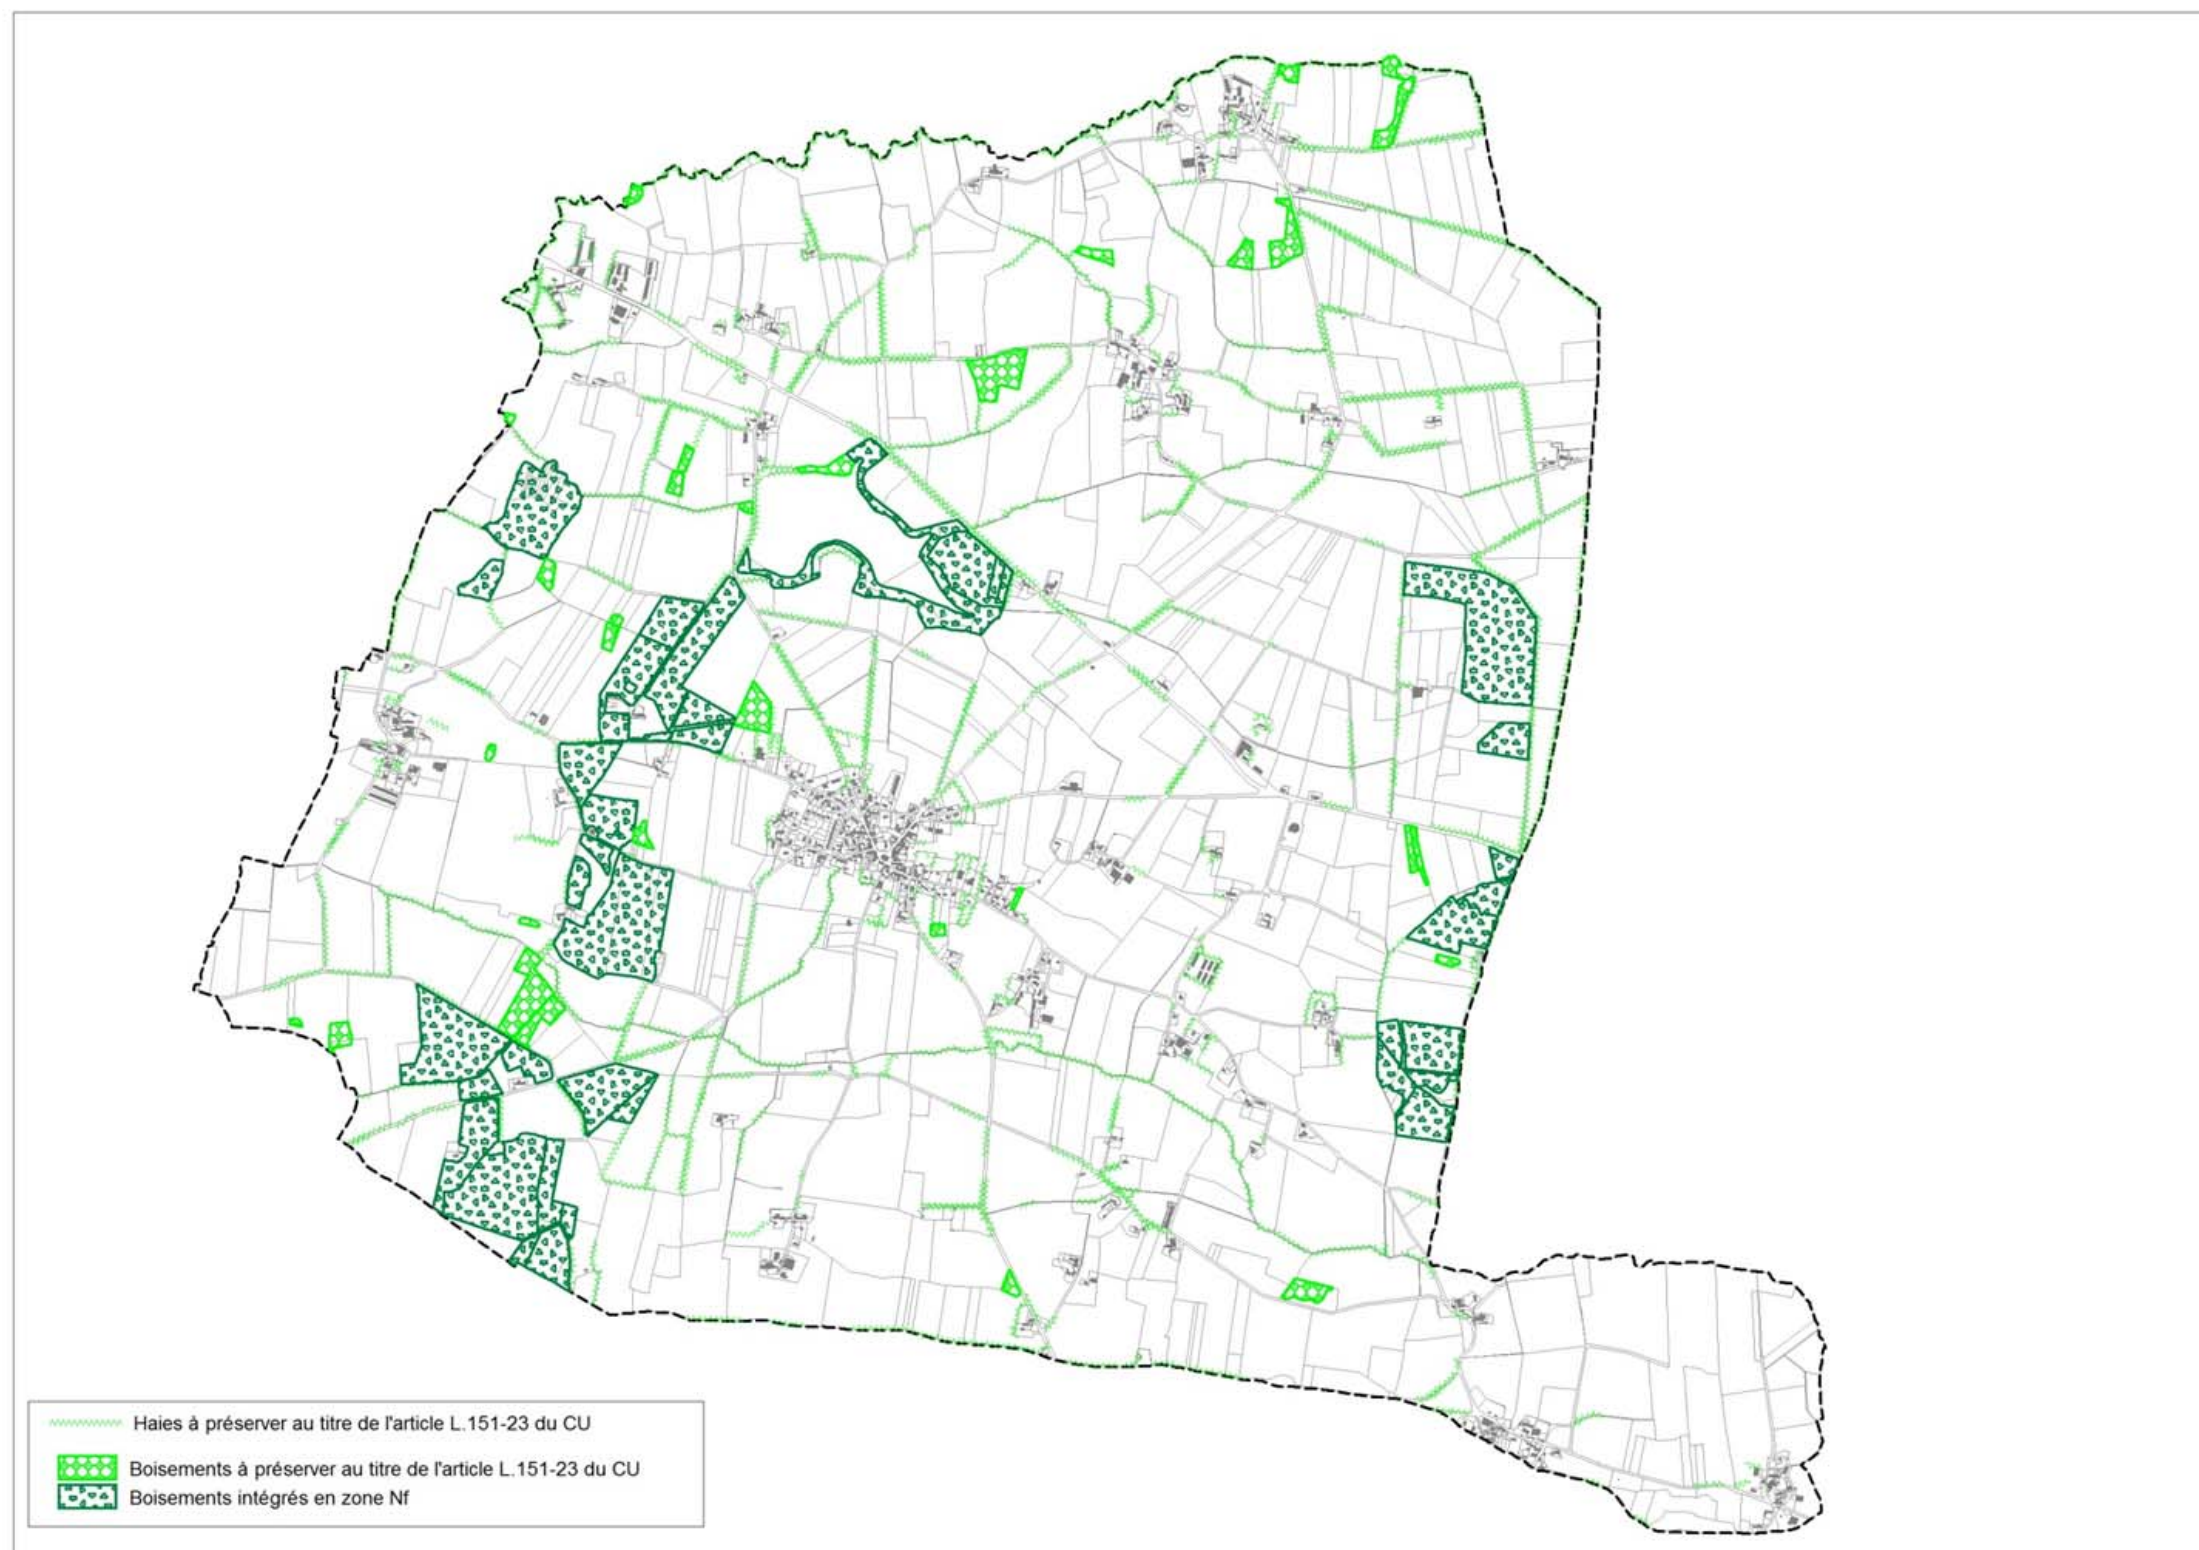 Haies à préserver au titre de l'article L.151-23 du CU
Boisements à préserver au titre de l'article L.151-23 du CU
Boisements intégrés en zone Nf